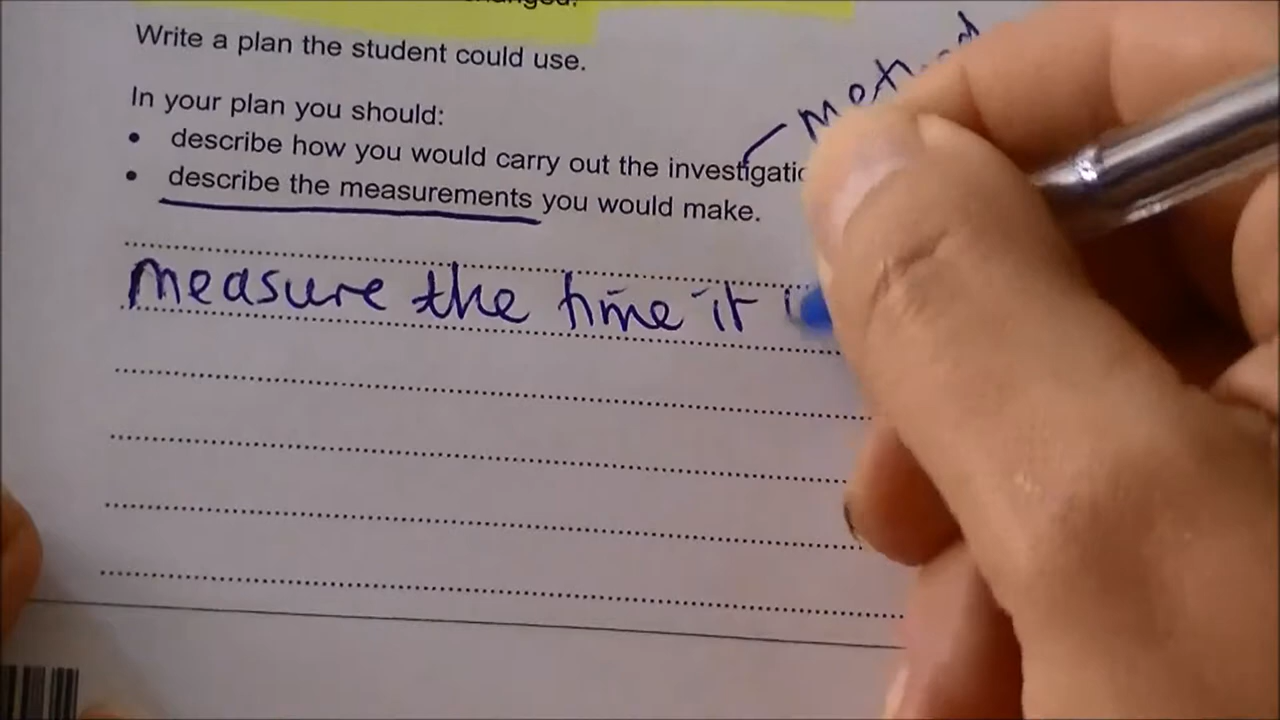 changed.
Write a plan the student could use.
method
In your plan you should:
• describe how you would carry out the
• describe the measurements you would make.
measure the time it